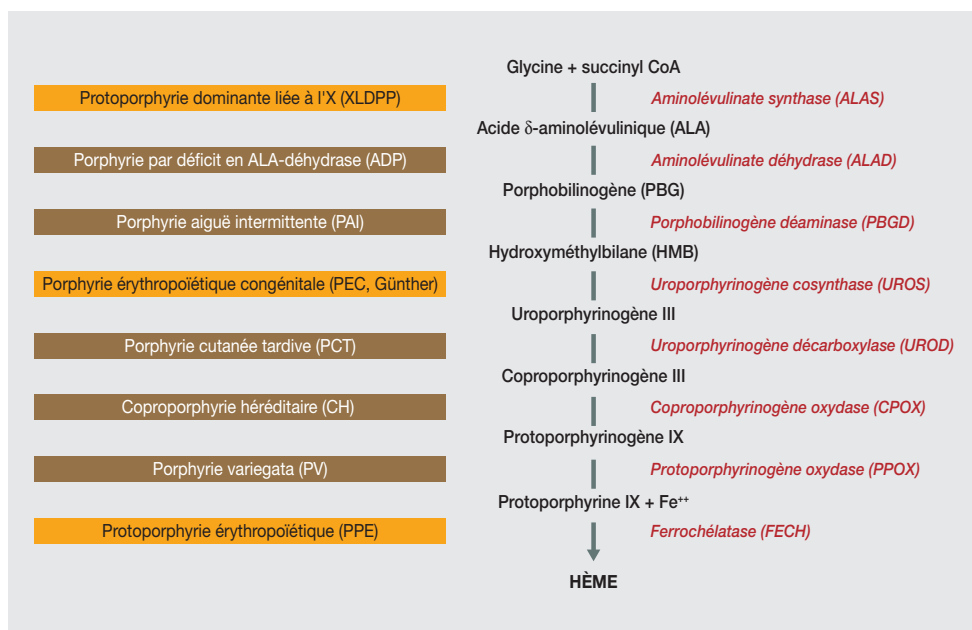 Glycine + succinyl CoA
Protoporphyrie dominante liée à l'X (XLDPP)
Aminolévulinate synthase (ALAS)
Acide δ-aminolévulinique (ALA)
Porphyrie par déficit en ALA-déhydrase (ADP)
Aminolévulinate déhydrase (ALAD)
Porphobilinogène (PBG)
Porphyrie aiguë intermittente (PAI)
Porphobilinogène déaminase (PBGD)
Hydroxyméthylbilane (HMB)
Porphyrie érythropoïétique congénitale (PEC, Günther)
Uroporphyrinogène cosynthase (UROS)
Uroporphyrinogène III
Porphyrie cutanée tardive (PCT)
Uroporphyrinogène décarboxylase (UROD)
Coproporphyrinogène III
Coproporphyrie héréditaire (CH)
Coproporphyrinogène oxydase (CPOX)
Protoporphyrinogène IX
Porphyrie variegata (PV)
Protoporphyrinogène oxydase (PPOX)
Protoporphyrine IX + Fe⁺⁺
Protoporphyrie érythropoïétique (PPE)
Ferrochélatase (FECH)
HÈME